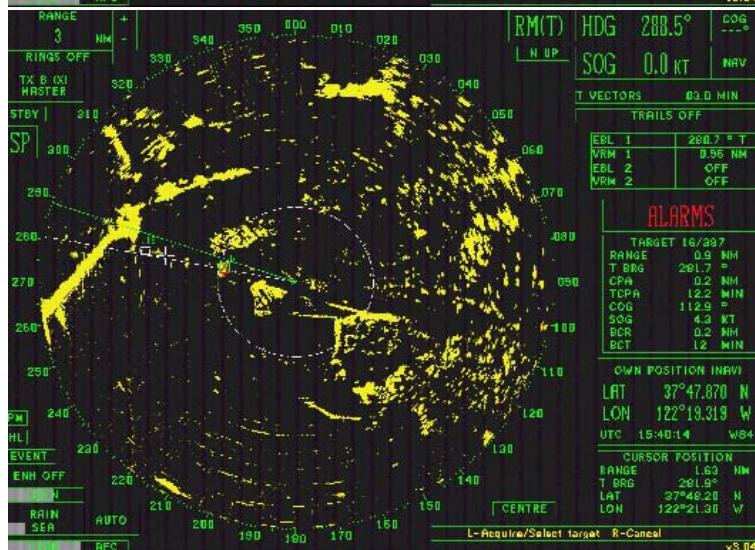 RANGE
3 NM
+
-
RINGS OFF
TX B (X)
MASTER
STBY
SP
RM(T)
N UP
HDG 288.5°
COG
---°
SOG 0.0 KT
NAV
T VECTORS 03.0 MIN
TRAILS OFF
EBL 1 280.7 ° T
VRM 1 0.95 NM
EBL 2 OFF
VRM 2 OFF
ALARMS
TARGET 16/397
RANGE 0.9 NM
T BRG 281.7 °
CPA 0.2 NM
TCPA 12.2 MIN
COG 112.9 °
SOG 4.3 KT
BCR 0.2 NM
BCT 12 MIN
OWN POSITION (NAV)
LAT 37°47.870 N
LON 122°19.319 W
UTC 15:40:14 W84
CURSOR POSITION
RANGE 1.63 NM
T BRG 281.9°
LAT 37°48.20 N
LON 122°21.30 W
000
010
020
030
040
050
060
070
080
090
100
110
120
130
140
150
160
170
180
190
200
210
220
230
240
250
260
270
280
290
300
310
320
330
340
350
PM
HL
EVENT
ENH OFF
GAIN
RAIN
SEA
AUTO
AFC
CENTRE
L-Acquire/Select target R-Cancel
v3.04